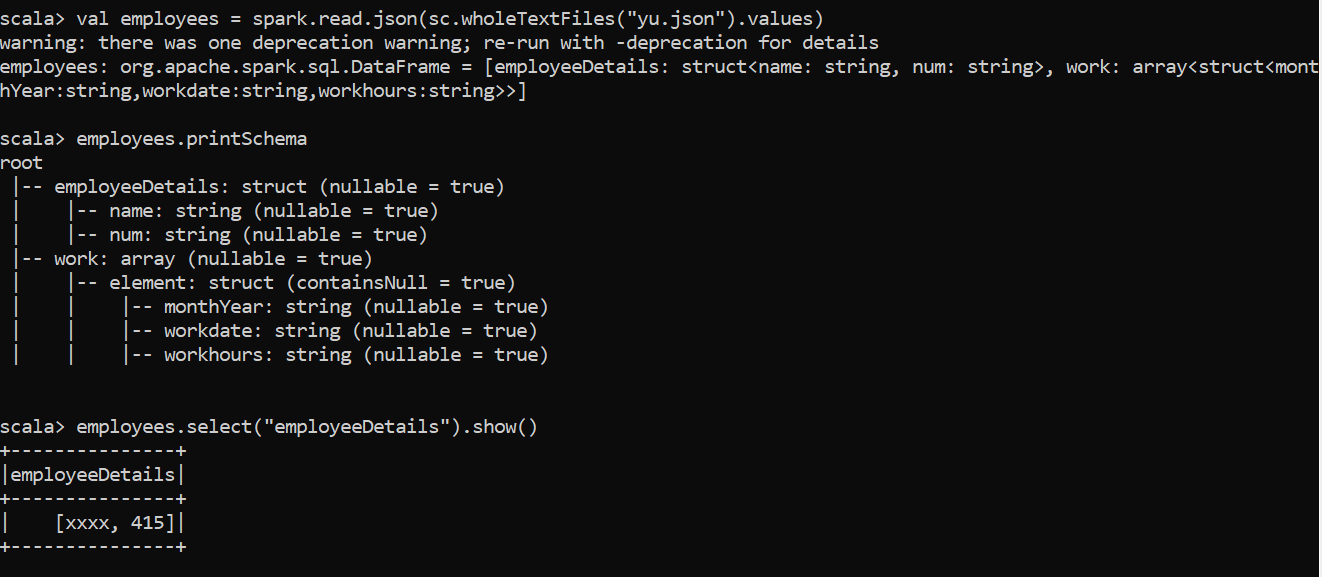 scala> val employees = spark.read.json(sc.wholeTextFiles("yu.json").values)
warning: there was one deprecation warning; re-run with -deprecation for details
employees: org.apache.spark.sql.DataFrame = [employeeDetails: struct<name: string, num: string>, work: array<struct<mont
hYear:string,workdate:string,workhours:string>>]

scala> employees.printSchema
root
 |-- employeeDetails: struct (nullable = true)
 |    |-- name: string (nullable = true)
 |    |-- num: string (nullable = true)
 |-- work: array (nullable = true)
 |    |-- element: struct (containsNull = true)
 |    |    |-- monthYear: string (nullable = true)
 |    |    |-- workdate: string (nullable = true)
 |    |    |-- workhours: string (nullable = true)


scala> employees.select("employeeDetails").show()
+---------------+
|employeeDetails|
+---------------+
|    [xxxx, 415]|
+---------------+